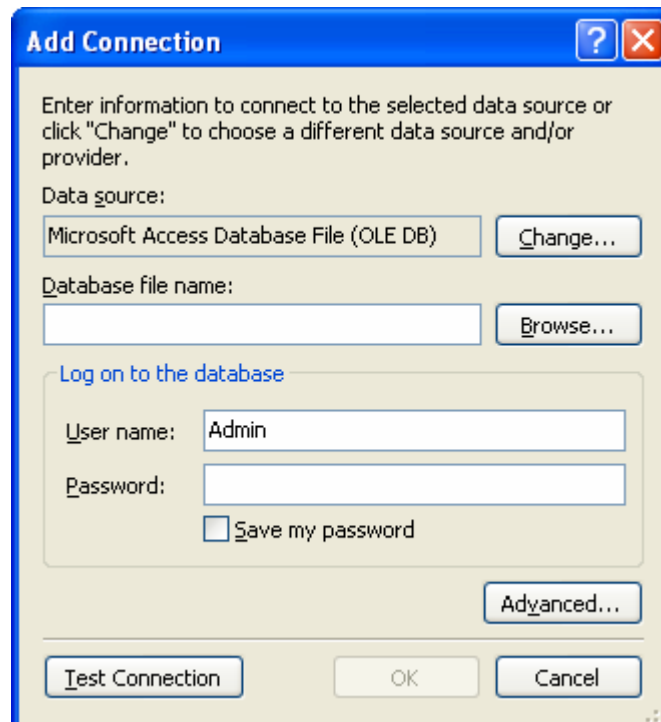 Add Connection
?
Enter information to connect to the selected data source or
click "Change" to choose a different data source and/or
provider.
Data source:
Microsoft Access Database File (OLE DB) Change...
Database file name:
Browse...
Log on to the database
User name: Admin
Password:
Save my password
Advanced...
Test Connection OK Cancel